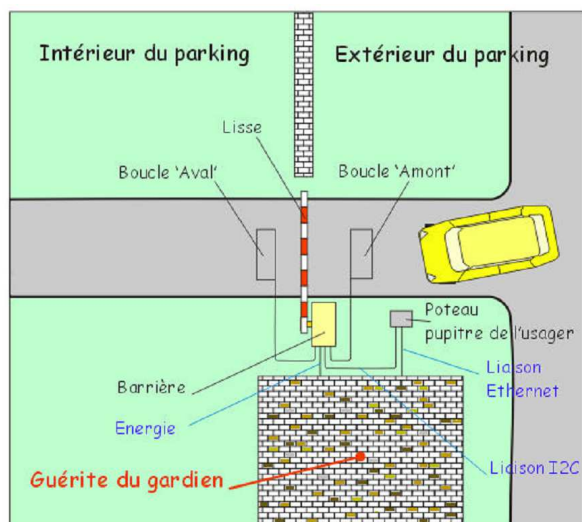 Intérieur du parking
Extérieur du parking
Lisse
Boucle 'Aval'
Boucle 'Amont'
Poteau
pupitre de l'usager
Barrière
Liaison
Ethernet
Energie
Liaison I2C
Guérite du gardien